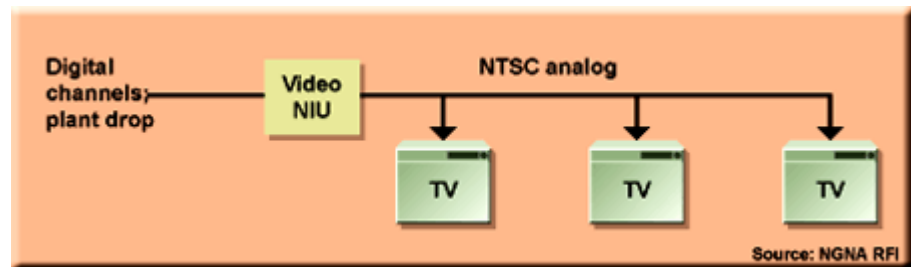 Digital
channels;
plant drop
Video
NIU
NTSC analog
TV
TV
TV
Source: NGNA RFI